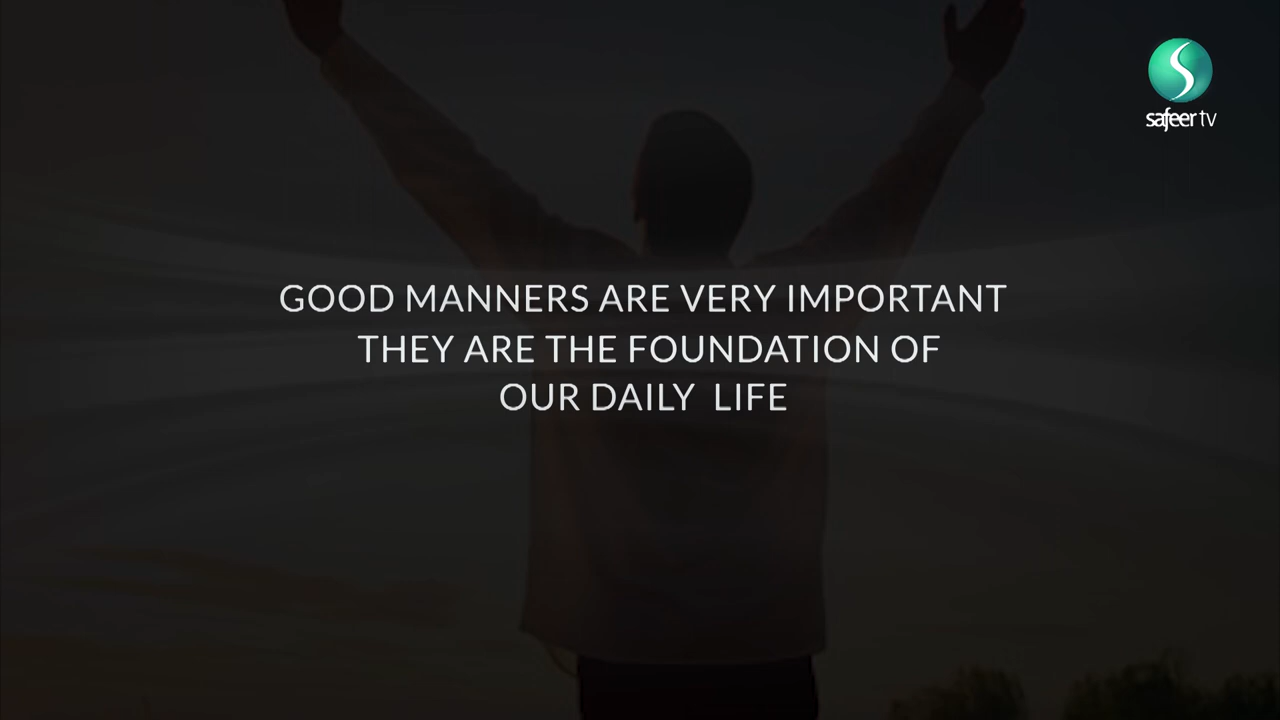 safeer tv
GOOD MANNERS ARE VERY IMPORTANT
THEY ARE THE FOUNDATION OF
OUR DAILY LIFE